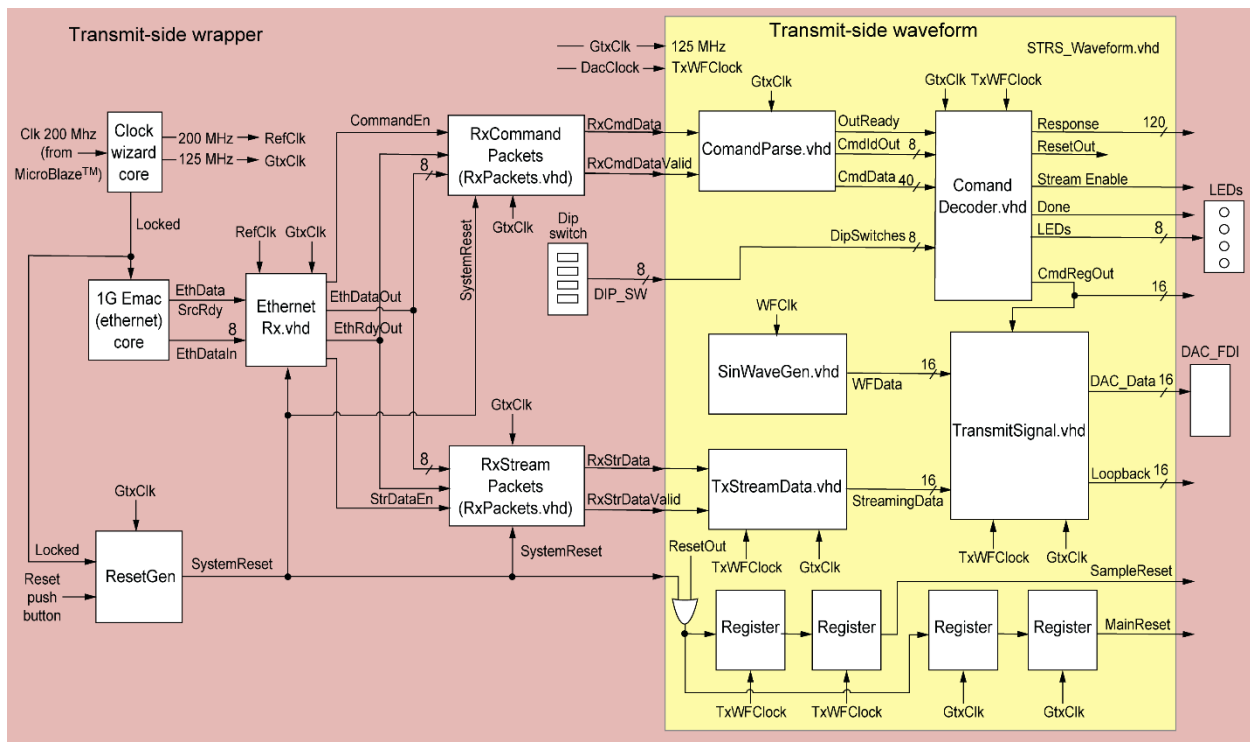 Transmit-side wrapper
Transmit-side waveform
STRS_Waveform.vhd
GtxClk
125 MHz
DacClock
TxWFClock
Clk 200 Mhz
(from
MicroBlaze™)
Clock
wizard
core
200 MHz
RefClk
125 MHz
GtxClk
Locked
1G Emac
(ethernet)
core
EthData
SrcRdy
8
EthDataIn
RefClk
GtxClk
Ethernet
Rx.vhd
CommandEn
EthDataOut
EthRdyOut
StrDataEn
8
RxCommand
Packets
(RxPackets.vhd)
GtxClk
SystemReset
RxCmdData
RxCmdDataValid
Dip
switch
8
DIP_SW
GtxClk
8
RxStream
Packets
(RxPackets.vhd)
RxStrData
RxStrDataValid
SystemReset
GtxClk
Locked
Reset
push
button
ResetGen
SystemReset
GtxClk
ComandParse.vhd
OutReady
CmdIdOut
8
CmdData
40
DipSwitches
8
GtxClk
TxWFClock
Comand
Decoder.vhd
Response
120
ResetOut
Stream Enable
Done
LEDs
8
CmdRegOut
16
LEDs
WFClk
SinWaveGen.vhd
16
WFData
TxStreamData.vhd
16
StreamingData
TxWFClock
GtxClk
TransmitSignal.vhd
DAC_Data
16
DAC_FDI
Loopback
16
TxWFClock
GtxClk
ResetOut
Register
Register
Register
Register
SampleReset
MainReset
TxWFClock
TxWFClock
GtxClk
GtxClk